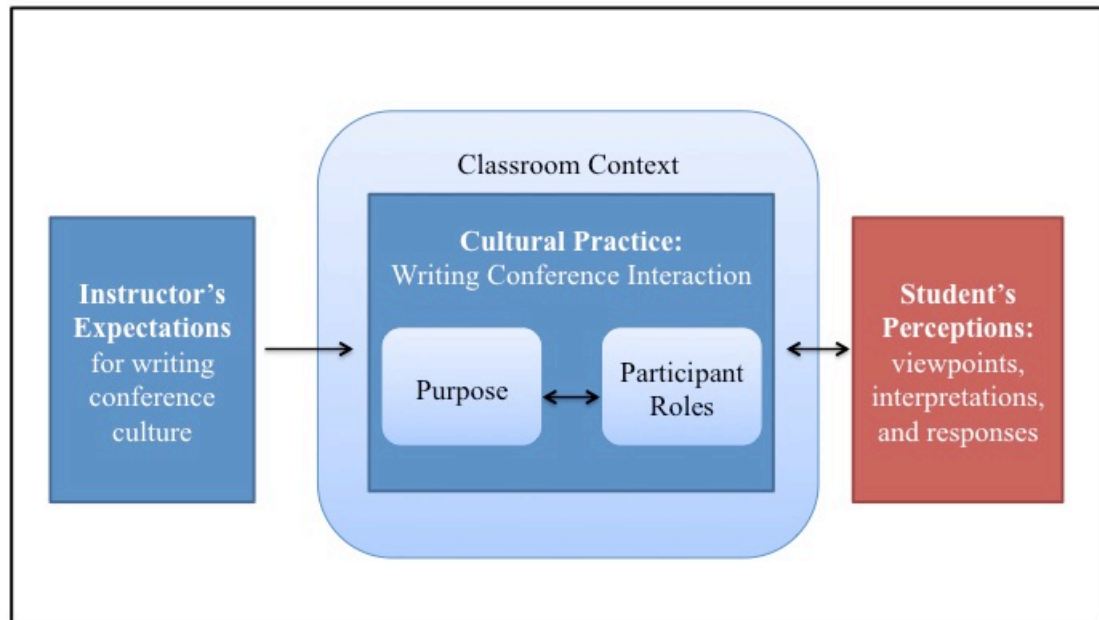 Instructor's
Expectations
for writing
conference
culture
Classroom Context
Cultural Practice:
Writing Conference Interaction
Purpose
Participant
Roles
Student's
Perceptions:
viewpoints,
interpretations,
and responses